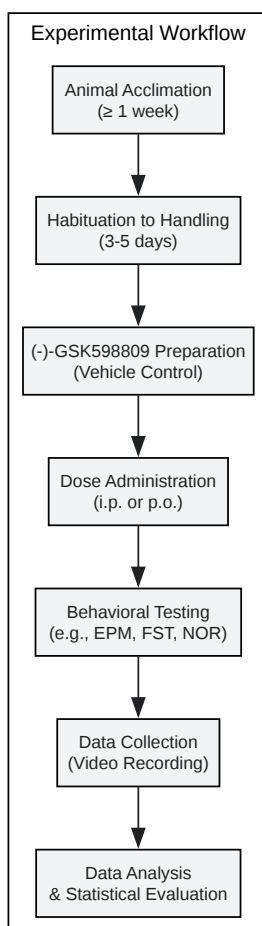 Experimental Workflow
Animal Acclimation
(≥ 1 week)
Habituation to Handling
(3-5 days)
(-)-GSK598809 Preparation
(Vehicle Control)
Dose Administration
(i.p. or p.o.)
Behavioral Testing
(e.g., EPM, FST, NOR)
Data Collection
(Video Recording)
Data Analysis
& Statistical Evaluation